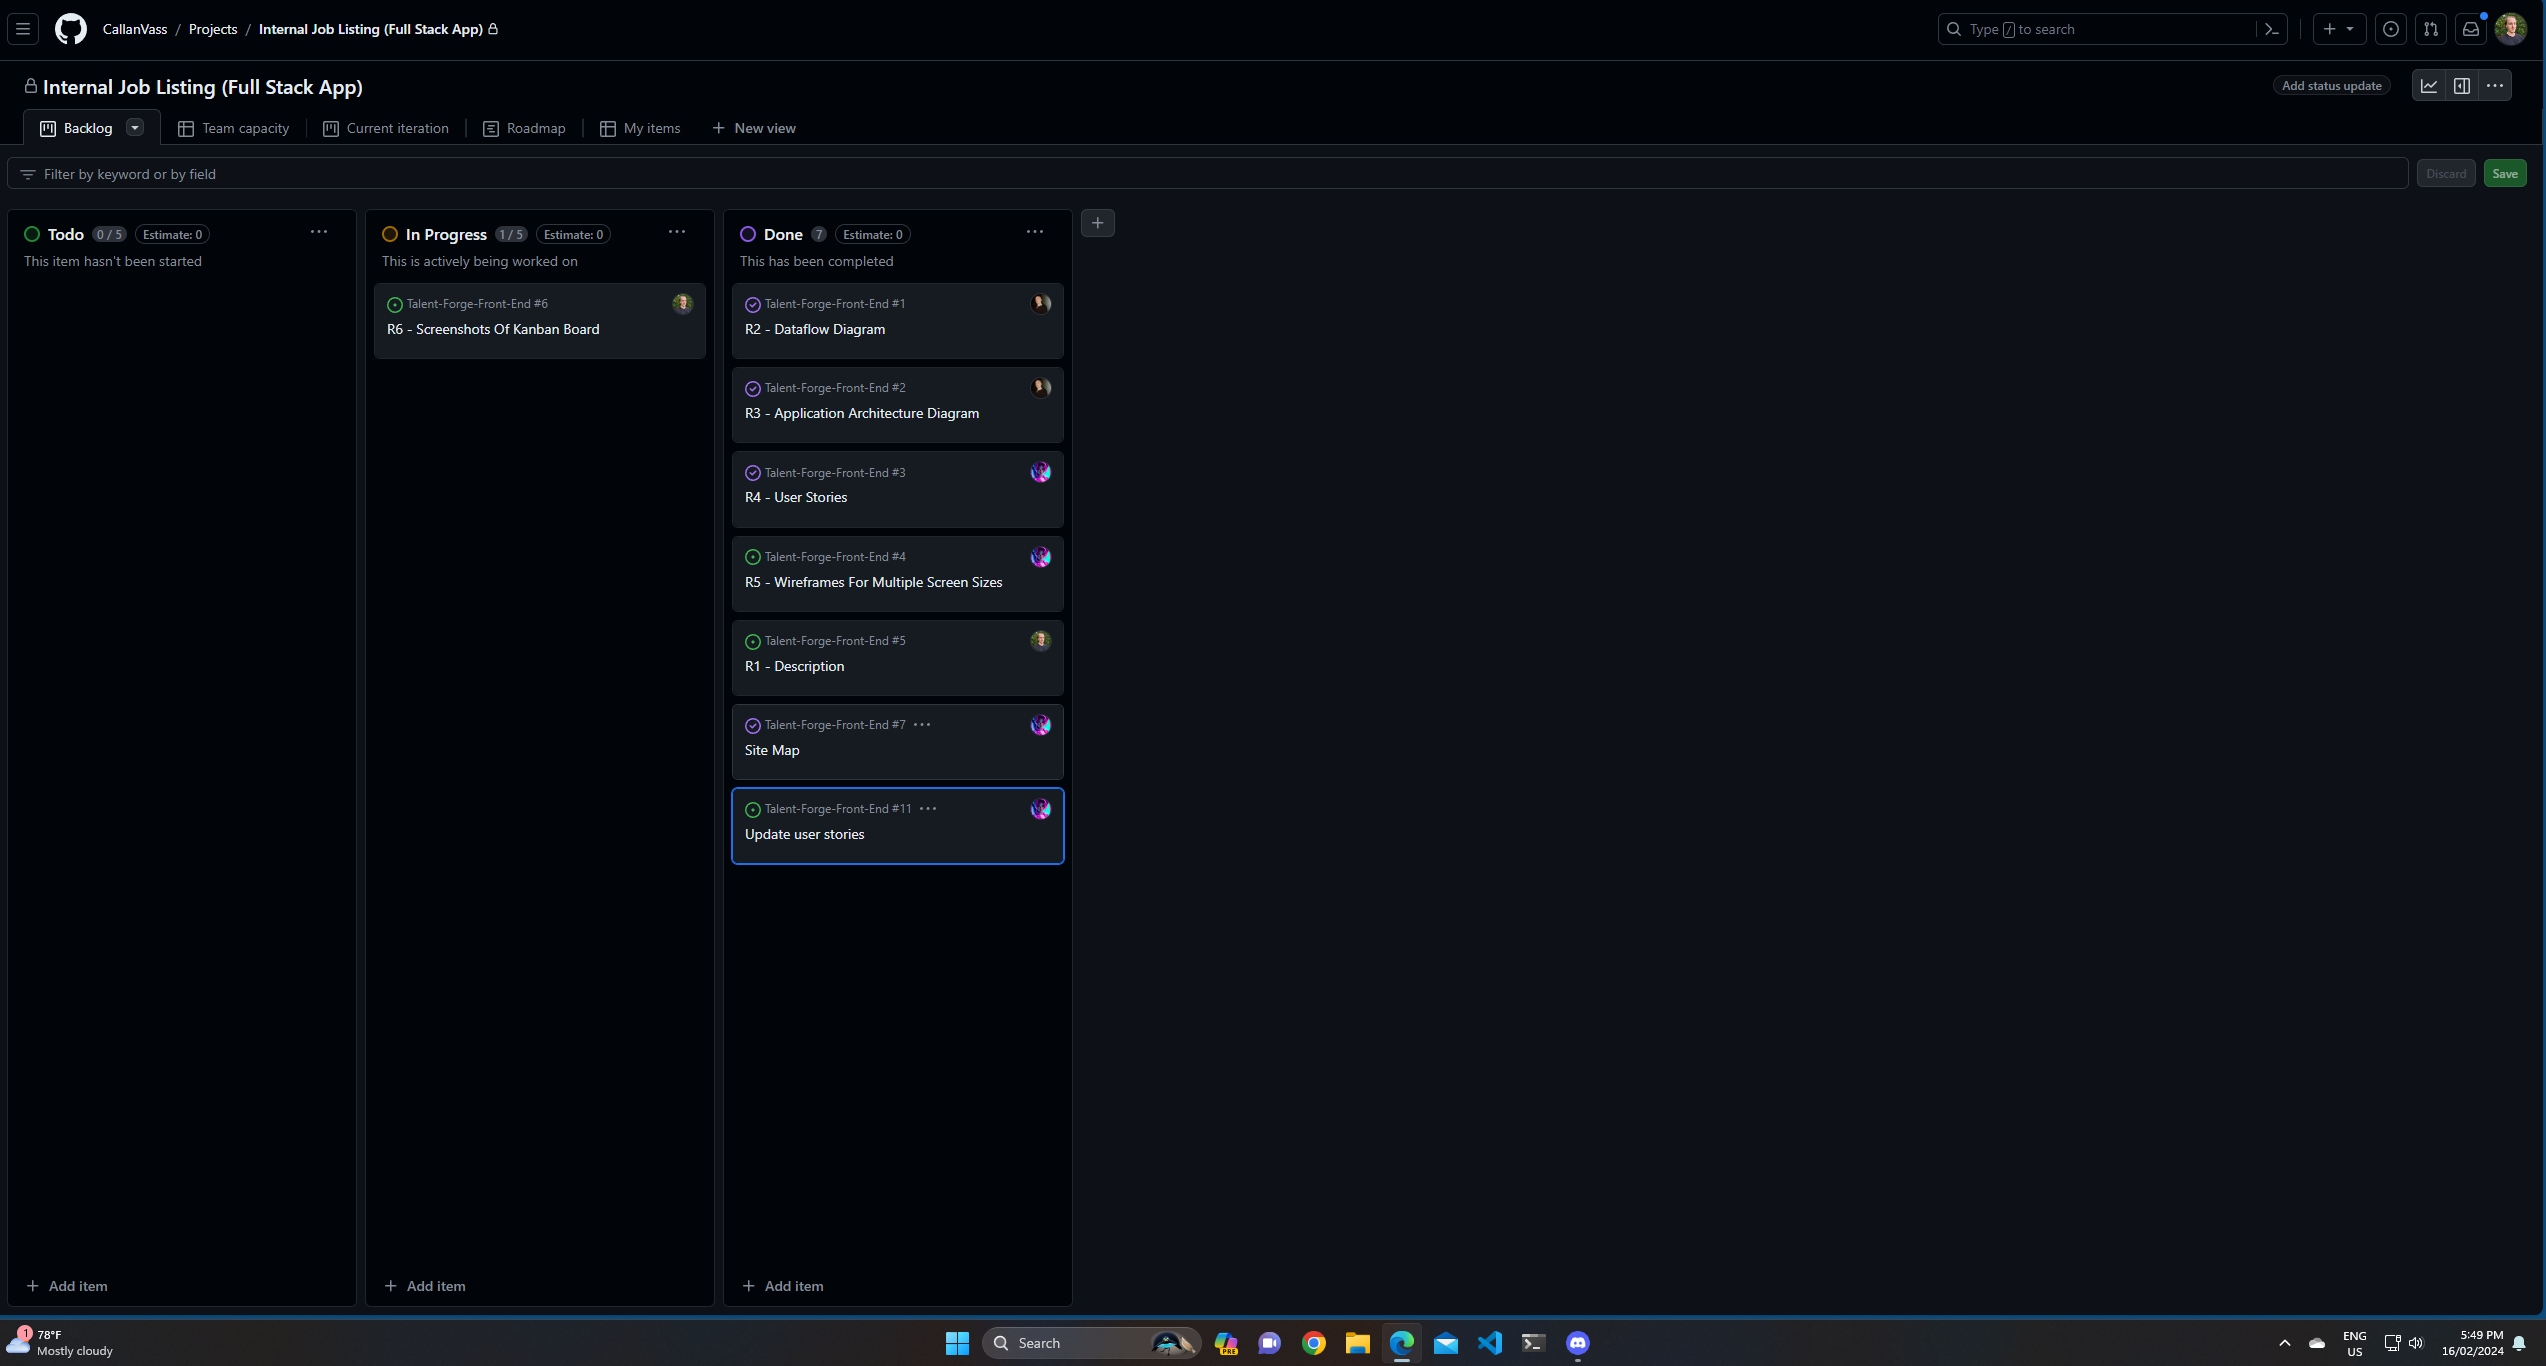 CallanVass / Projects / Internal Job Listing (Full Stack App)
Type / to search
Internal Job Listing (Full Stack App)
Add status update
Backlog
Team capacity
Current iteration
Roadmap
My items
New view
Filter by keyword or by field
Discard
Save
Todo 0 / 5 Estimate: 0
This item hasn't been started
Add item
In Progress 1 / 5 Estimate: 0
This is actively being worked on
Talent-Forge-Front-End #6
R6 - Screenshots Of Kanban Board
Add item
Done 7 Estimate: 0
This has been completed
Talent-Forge-Front-End #1
R2 - Dataflow Diagram
Talent-Forge-Front-End #2
R3 - Application Architecture Diagram
Talent-Forge-Front-End #3
R4 - User Stories
Talent-Forge-Front-End #4
R5 - Wireframes For Multiple Screen Sizes
Talent-Forge-Front-End #5
R1 - Description
Talent-Forge-Front-End #7
Site Map
Talent-Forge-Front-End #11
Update user stories
Add item
1
78°F
Mostly cloudy
Search
PRE
ENG
US
5:49 PM
16/02/2024